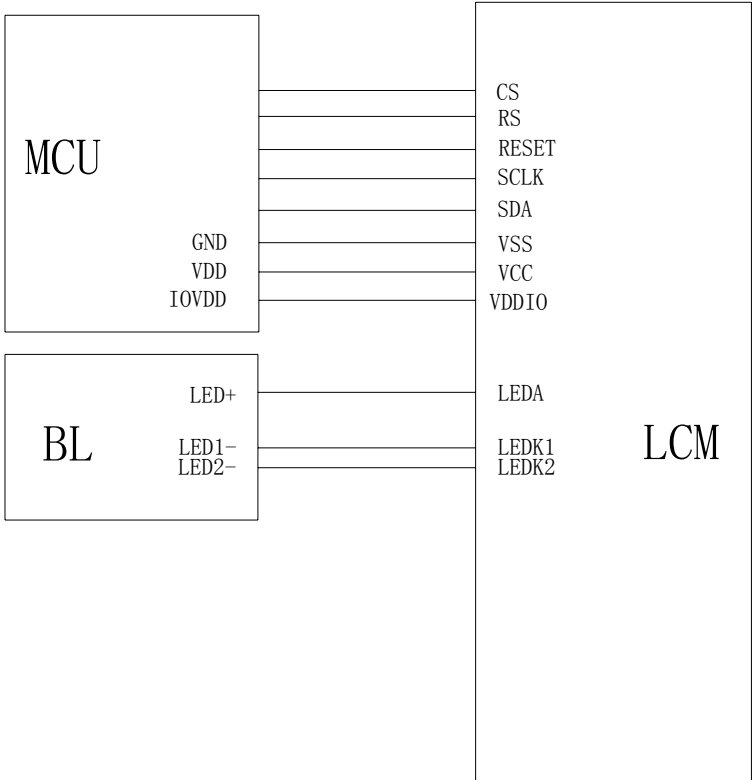 MCU
GND
VDD
IOVDD
CS
RS
RESET
SCLK
SDA
VSS
VCC
VDDIO
BL
LED+
LED1-
LED2-
LEDA
LEDK1
LEDK2
LCM